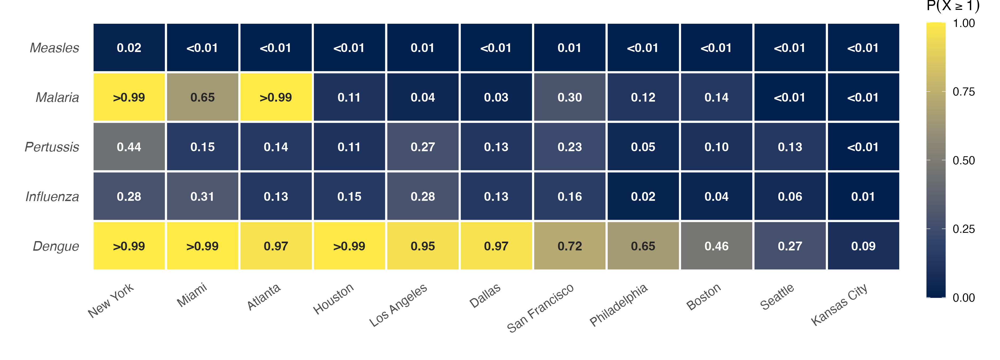 P(X ≥ 1)
1.00
0.75
0.50
0.25
0.00
Measles 0.02 <0.01 <0.01 <0.01 0.01 <0.01 0.01 <0.01 <0.01 <0.01 <0.01
Malaria >0.99 0.65 >0.99 0.11 0.04 0.03 0.30 0.12 0.14 <0.01 <0.01
Pertussis 0.44 0.15 0.14 0.11 0.27 0.13 0.23 0.05 0.10 0.13 <0.01
Influenza 0.28 0.31 0.13 0.15 0.28 0.13 0.16 0.02 0.04 0.06 0.01
Dengue >0.99 >0.99 0.97 >0.99 0.95 0.97 0.72 0.65 0.46 0.27 0.09
New York Miami Atlanta Houston Los Angeles Dallas San Francisco Philadelphia Boston Seattle Kansas City